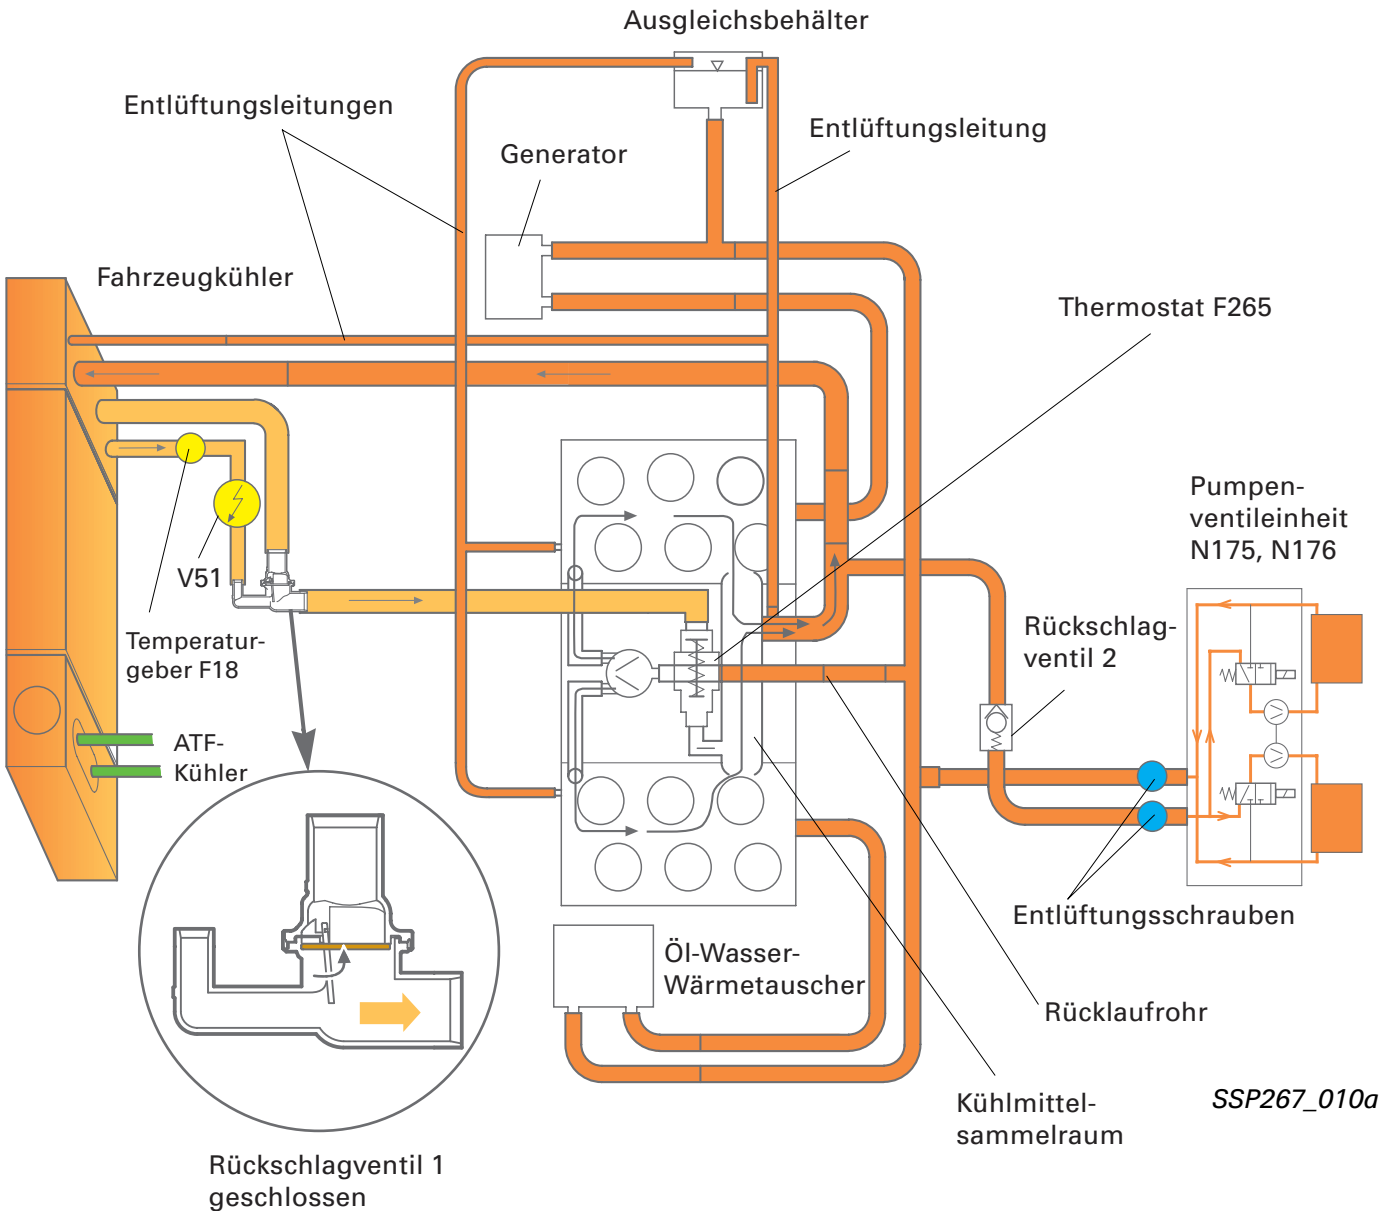 Ausgleichsbehälter
Entlüftungsleitungen
Entlüftungsleitung
Generator
Fahrzeugkühler
Thermostat F265
Pumpen-
ventileinheit
N175, N176
V51
Temperatur-
geber F18
Rückschlag-
ventil 2
ATF-
Kühler
Entlüftungsschrauben
Öl-Wasser-
Wärmetauscher
Rücklaufrohr
Kühlmittel-
sammelraum
SSP267_010a
Rückschlagventil 1
geschlossen